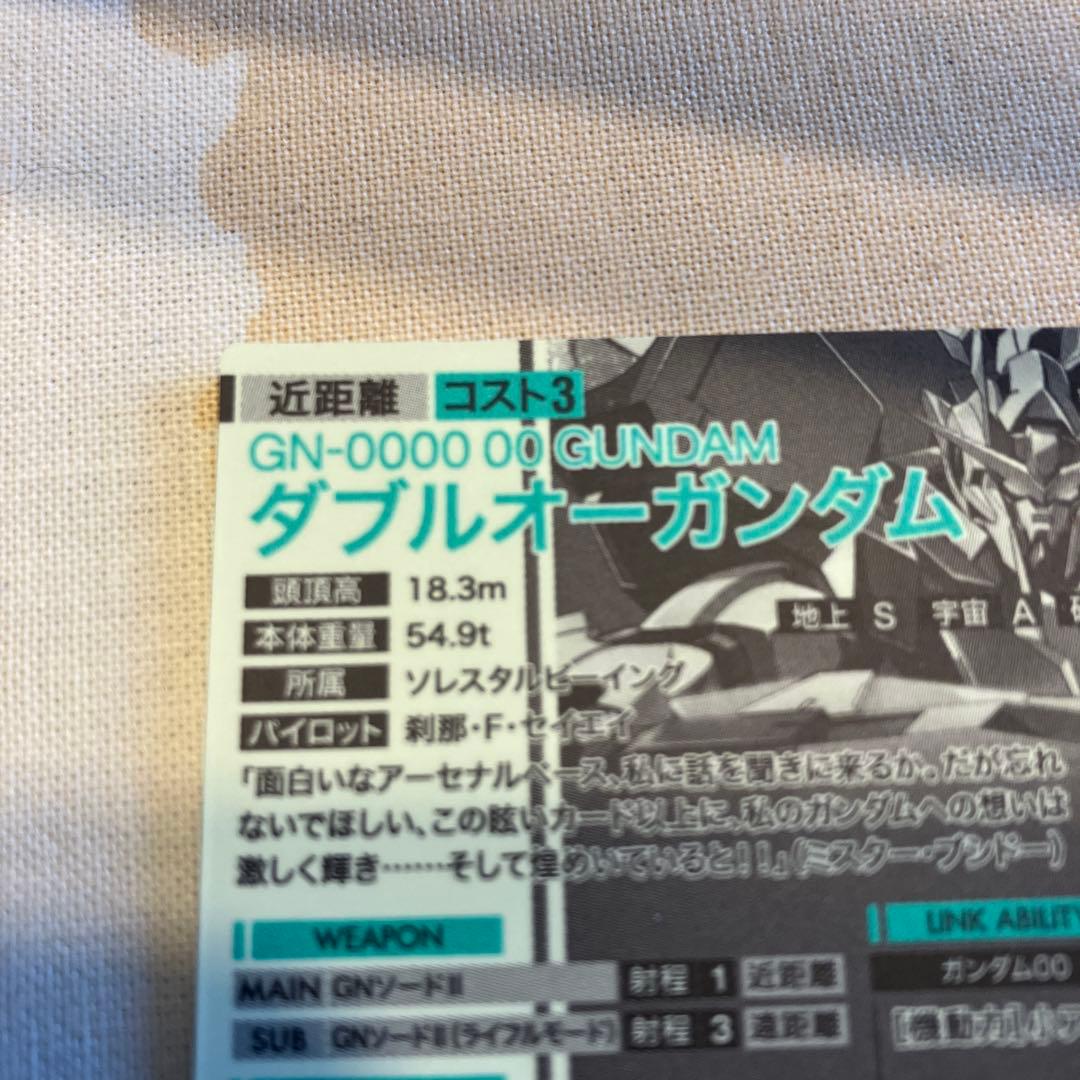 近距離 コスト3
GN-0000 00 GUNDAM
ダブルオーガンダム
頭頂高 18.3m
本体重量 54.9t
所属 ソレスタルビーイング
パイロット 刹那・F・セイエイ
地上 S 宇宙 A
「面白いなアーセナルベース、私に話を聞きに来るか。だが忘れ
ないでほしい、この眩いカード以上に、私のガンダムへの想いは
激しく輝き……そして煌めいていると!!」(ミスター・ブシドー)
WEAPON
MAIN GNソードII 射程 1 近距離
SUB GNソードII(ライフルモード) 射程 3 遠距離
LINK ABILITY
ガンダム00
[機動力]小